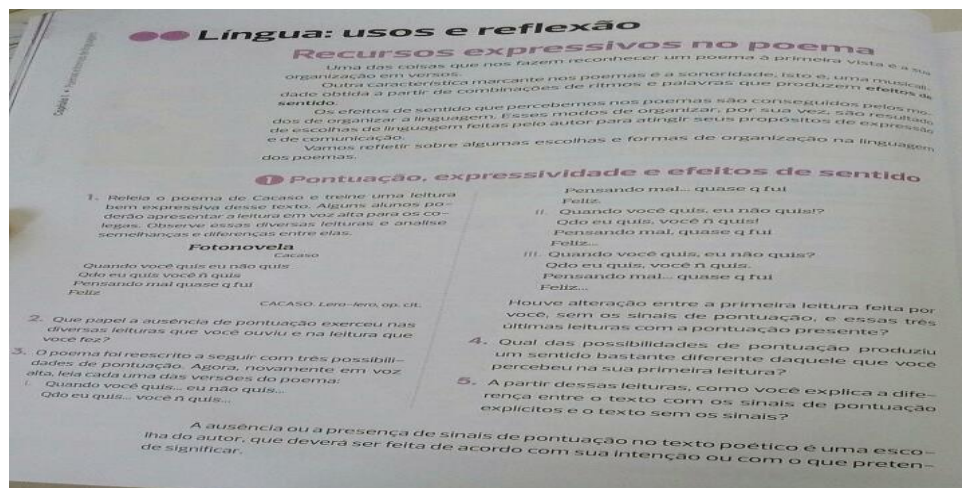 Língua: usos e reflexão
Recursos expressivos no poema
Uma das coisas que nos fazem reconhecer um poema à primeira vista é a sua
organização em versos.
Outra característica marcante nos poemas é a sonoridade, isto é, uma musicali-
dade obtida a partir de combinações de ritmos e palavras que produzem efeitos de
sentido.
Os efeitos de sentido que percebemos nos poemas são conseguidos pelos mo-
dos de organizar a linguagem. Esses modos de organizar, por sua vez, são resultado
de escolhas de linguagem feitas pelo autor para atingir seus propósitos de expressão
e de comunicação.
Vamos refletir sobre algumas escolhas e formas de organização na linguagem
dos poemas.
1 Pontuação, expressividade e efeitos de sentido
1. Releia o poema de Cacaso e treine uma leitura
bem expressiva desse texto. Alguns alunos po-
derão apresentar a leitura em voz alta para os co-
legas. Observe essas diversas leituras e analise
semelhanças e diferenças entre elas.
Fotonovela
Cacaso
Quando você quis eu não quis
Qdo eu quis você ñ quis
Pensando mal quase q fui
Feliz
CACASO. Lero-lero, op. cit.
2. Que papel a ausência de pontuação exerceu nas
diversas leituras que você ouviu e na leitura que
você fez?
3. O poema foi reescrito a seguir com três possibili-
dades de pontuação. Agora, novamente em voz
alta, leia cada uma das versões do poema:
I. Quando você quis... eu não quis...
Qdo eu quis... você ñ quis...
Pensando mal... quase q fui
Feliz.
II. Quando você quis, eu não quis!?
Qdo eu quis, você ñ quis!
Pensando mal, quase q fui
Feliz...
III. Quando você quis, eu não quis?
Qdo eu quis, você ñ quis.
Pensando mal... quase q fui
Feliz...
Houve alteração entre a primeira leitura feita por
você, sem os sinais de pontuação, e essas três
últimas leituras com a pontuação presente?
4. Qual das possibilidades de pontuação produziu
um sentido bastante diferente daquele que você
percebeu na sua primeira leitura?
5. A partir dessas leituras, como você explica a dife-
rença entre o texto com os sinais de pontuação
explícitos e o texto sem os sinais?
A ausência ou a presença de sinais de pontuação no texto poético é uma esco-
lha do autor, que deverá ser feita de acordo com sua intenção ou com o que preten-
de significar.